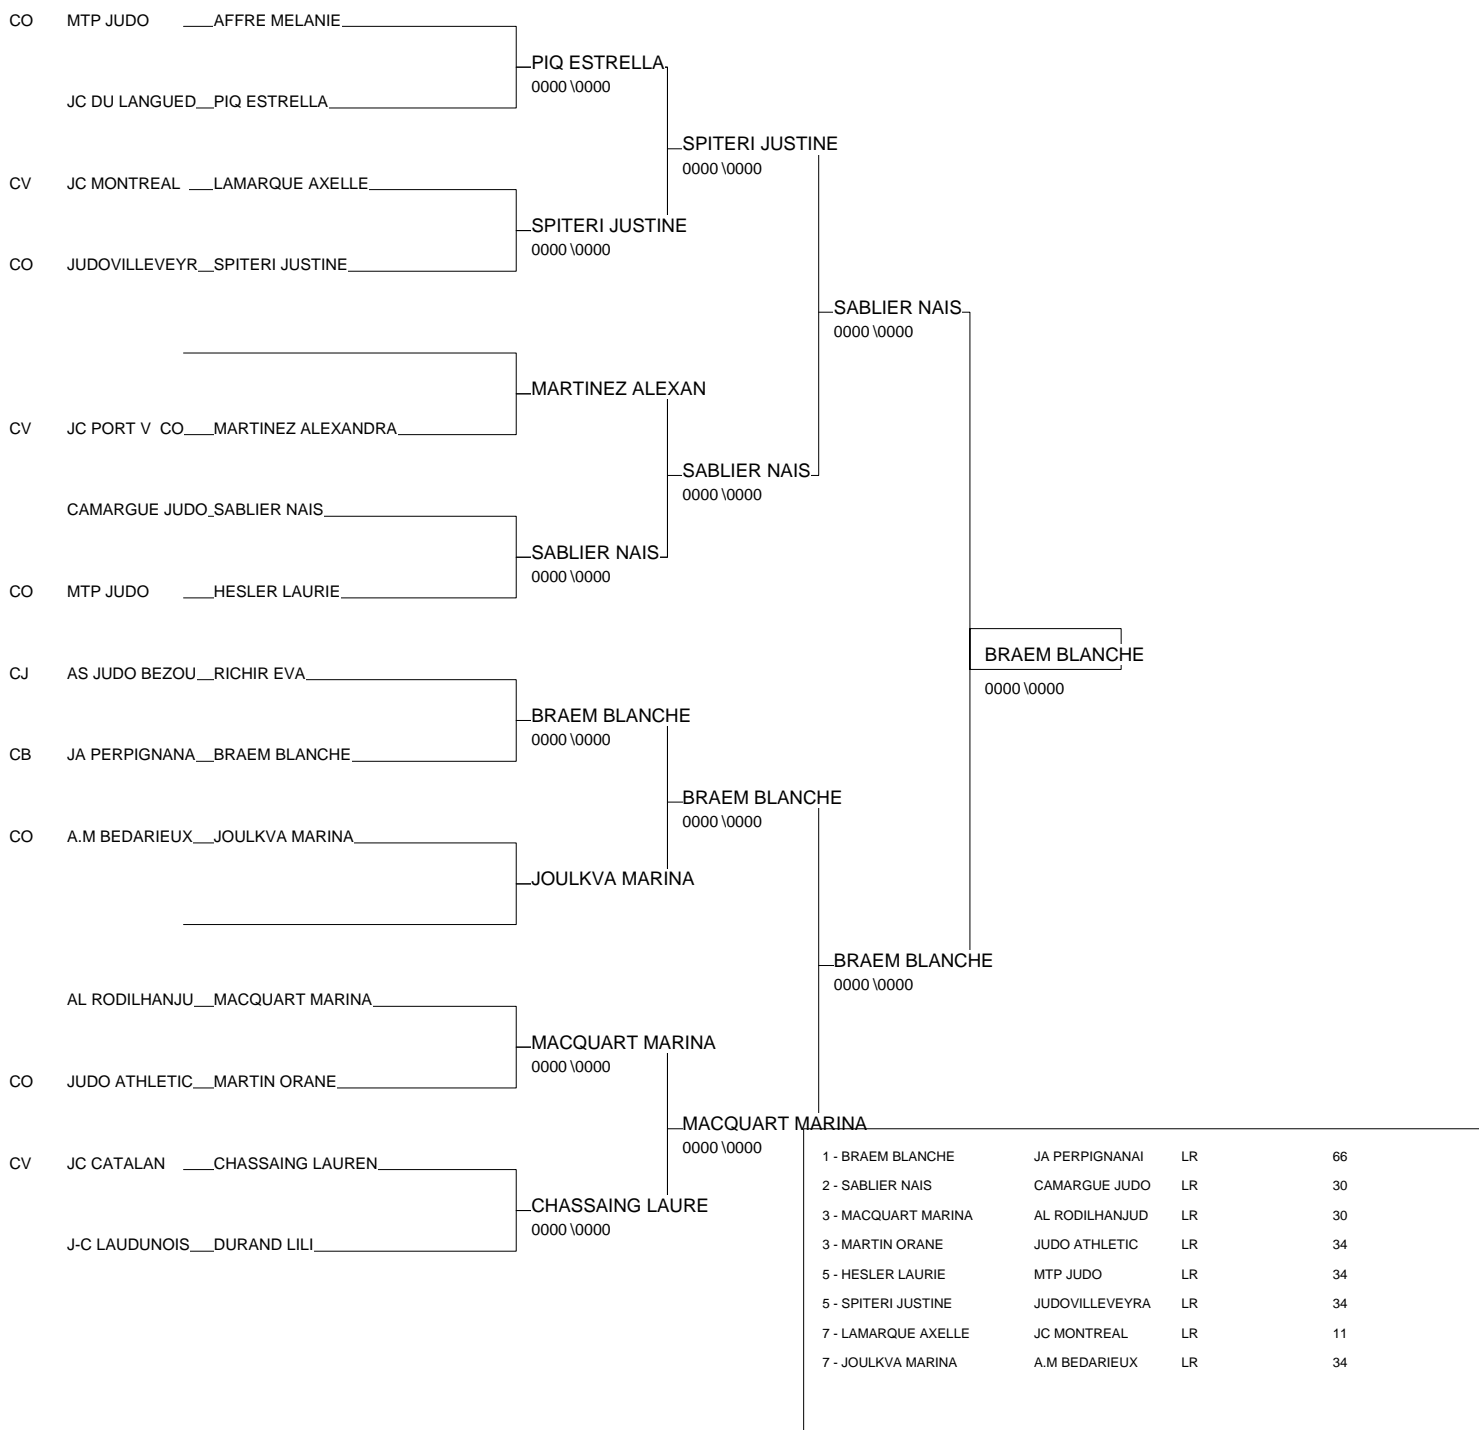 CO MTP JUDO AFFRE MELANIE
PIQ ESTRELLA
0000 \0000
JC DU LANGUED PIQ ESTRELLA
SPITERI JUSTINE
0000 \0000
CV JC MONTREAL LAMARQUE AXELLE
SPITERI JUSTINE
0000 \0000
CO JUDOVILLEVEYR SPITERI JUSTINE
SABLIER NAIS
0000 \0000
MARTINEZ ALEXAN
CV JC PORT V CO MARTINEZ ALEXANDRA
SABLIER NAIS
0000 \0000
CAMARGUE JUDO SABLIER NAIS
SABLIER NAIS
0000 \0000
CO MTP JUDO HESLER LAURIE
BRAEM BLANCHE
0000 \0000
CJ AS JUDO BEZOU RICHIR EVA
BRAEM BLANCHE
0000 \0000
CB JA PERPIGNANA BRAEM BLANCHE
BRAEM BLANCHE
0000 \0000
CO A.M BEDARIEUX JOULKVA MARINA
JOULKVA MARINA
BRAEM BLANCHE
0000 \0000
AL RODILHANJU MACQUART MARINA
MACQUART MARINA
0000 \0000
CO JUDO ATHLETIC MARTIN ORANE
MACQUART MARINA
0000 \0000
CV JC CATALAN CHASSAING LAUREN
CHASSAING LAURE
0000 \0000
J-C LAUDUNOIS DURAND LILI
1 - BRAEM BLANCHE JA PERPIGNANAI LR 66
2 - SABLIER NAIS CAMARGUE JUDO LR 30
3 - MACQUART MARINA AL RODILHANJUD LR 30
3 - MARTIN ORANE JUDO ATHLETIC LR 34
5 - HESLER LAURIE MTP JUDO LR 34
5 - SPITERI JUSTINE JUDOVILLEVEYRA LR 34
7 - LAMARQUE AXELLE JC MONTREAL LR 11
7 - JOULKVA MARINA A.M BEDARIEUX LR 34